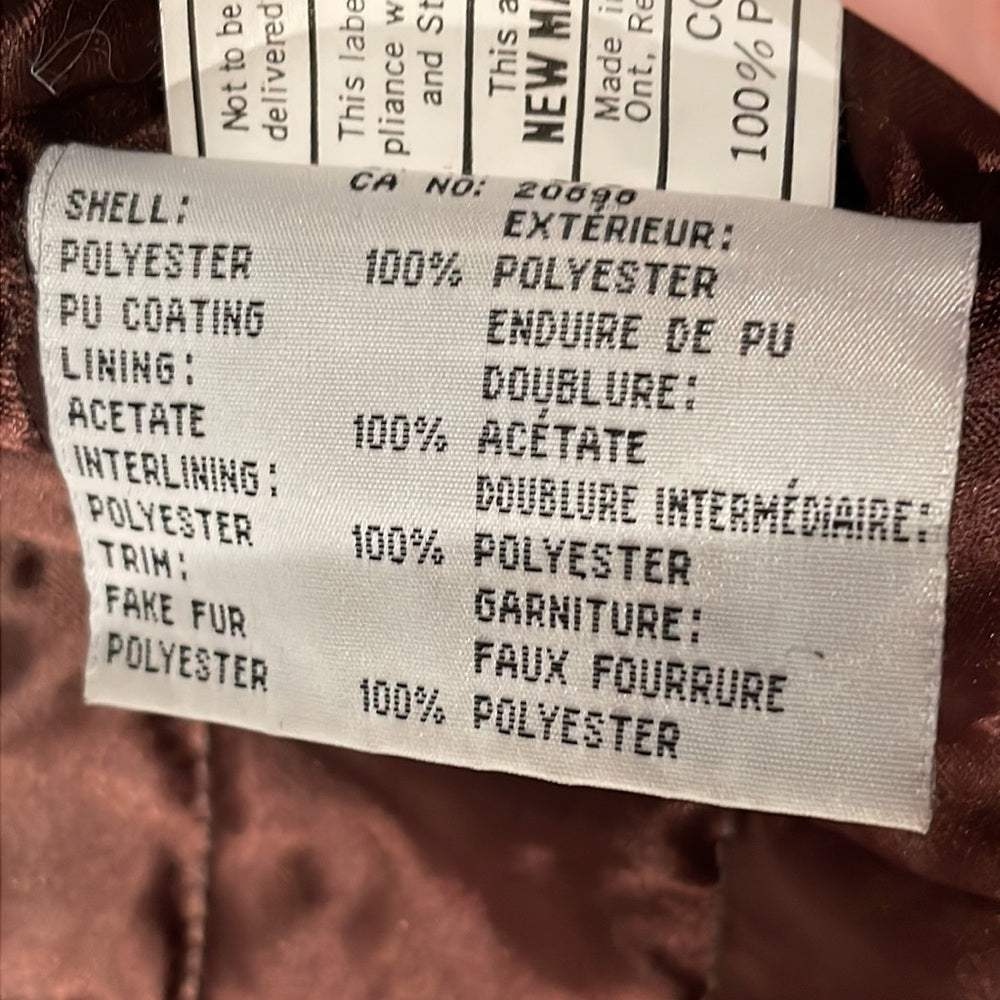 Not to be
delivered
This labe
pliance w
and St
This a
NEW MA
Made i
Ont, Re
CO
100% P
CA NO:
SHELL: EXTÉRIEUR:
POLYESTER 100% POLYESTER
PU COATING ENDUIRE DE PU
LINING: DOUBLURE:
ACETATE 100% ACÉTATE
INTERLINING: DOUBLURE INTERMÉDIAIRE:
POLYESTER 100% POLYESTER
TRIM: GARNITURE:
FAKE FUR FAUX FOURRURE
POLYESTER 100% POLYESTER